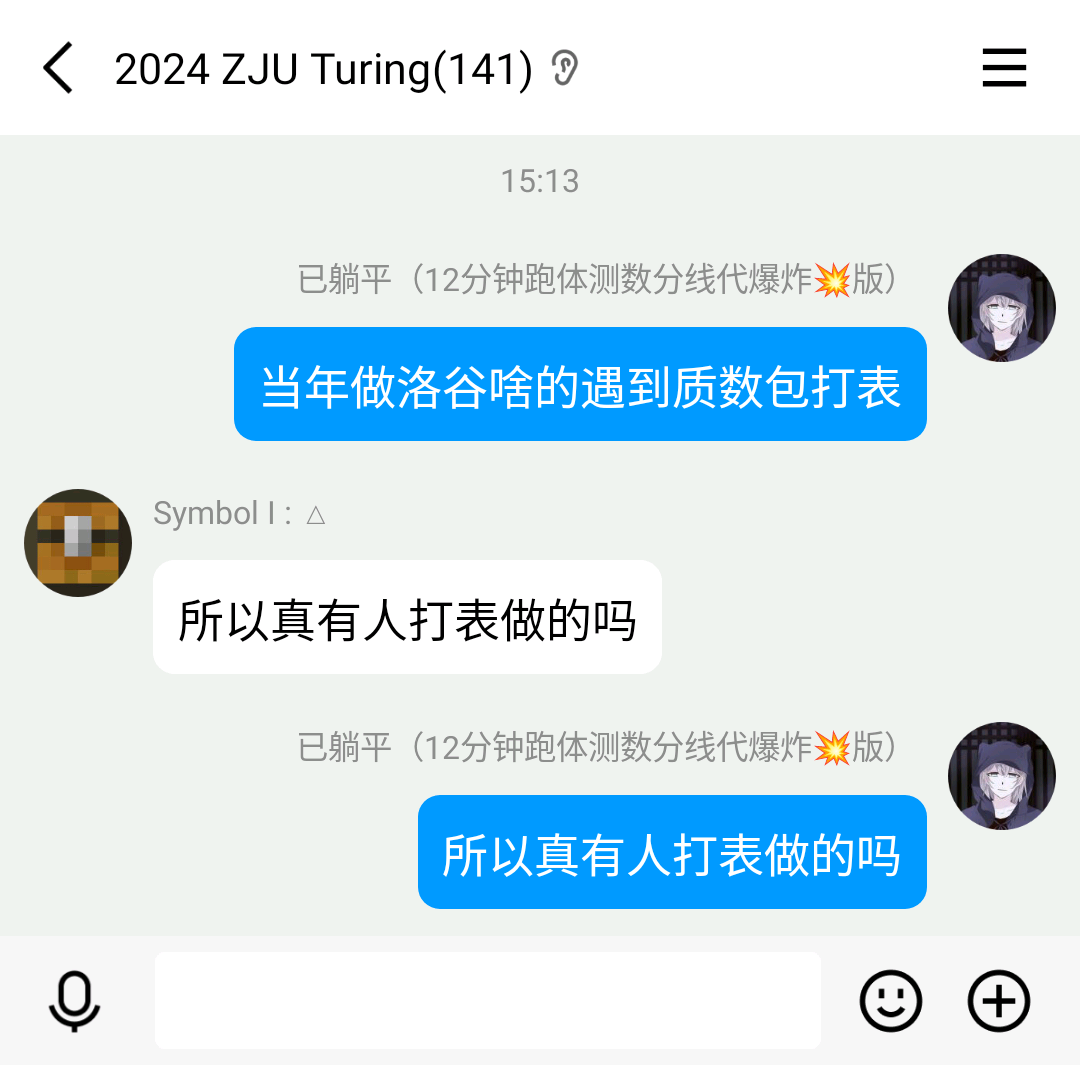 2024 ZJU Turing(141)
15:13
已躺平（12分钟跑体测数分线代爆炸💥版）
当年做洛谷啥的遇到质数包打表
Symbol I : △
所以真有人打表做的吗
已躺平（12分钟跑体测数分线代爆炸💥版）
所以真有人打表做的吗